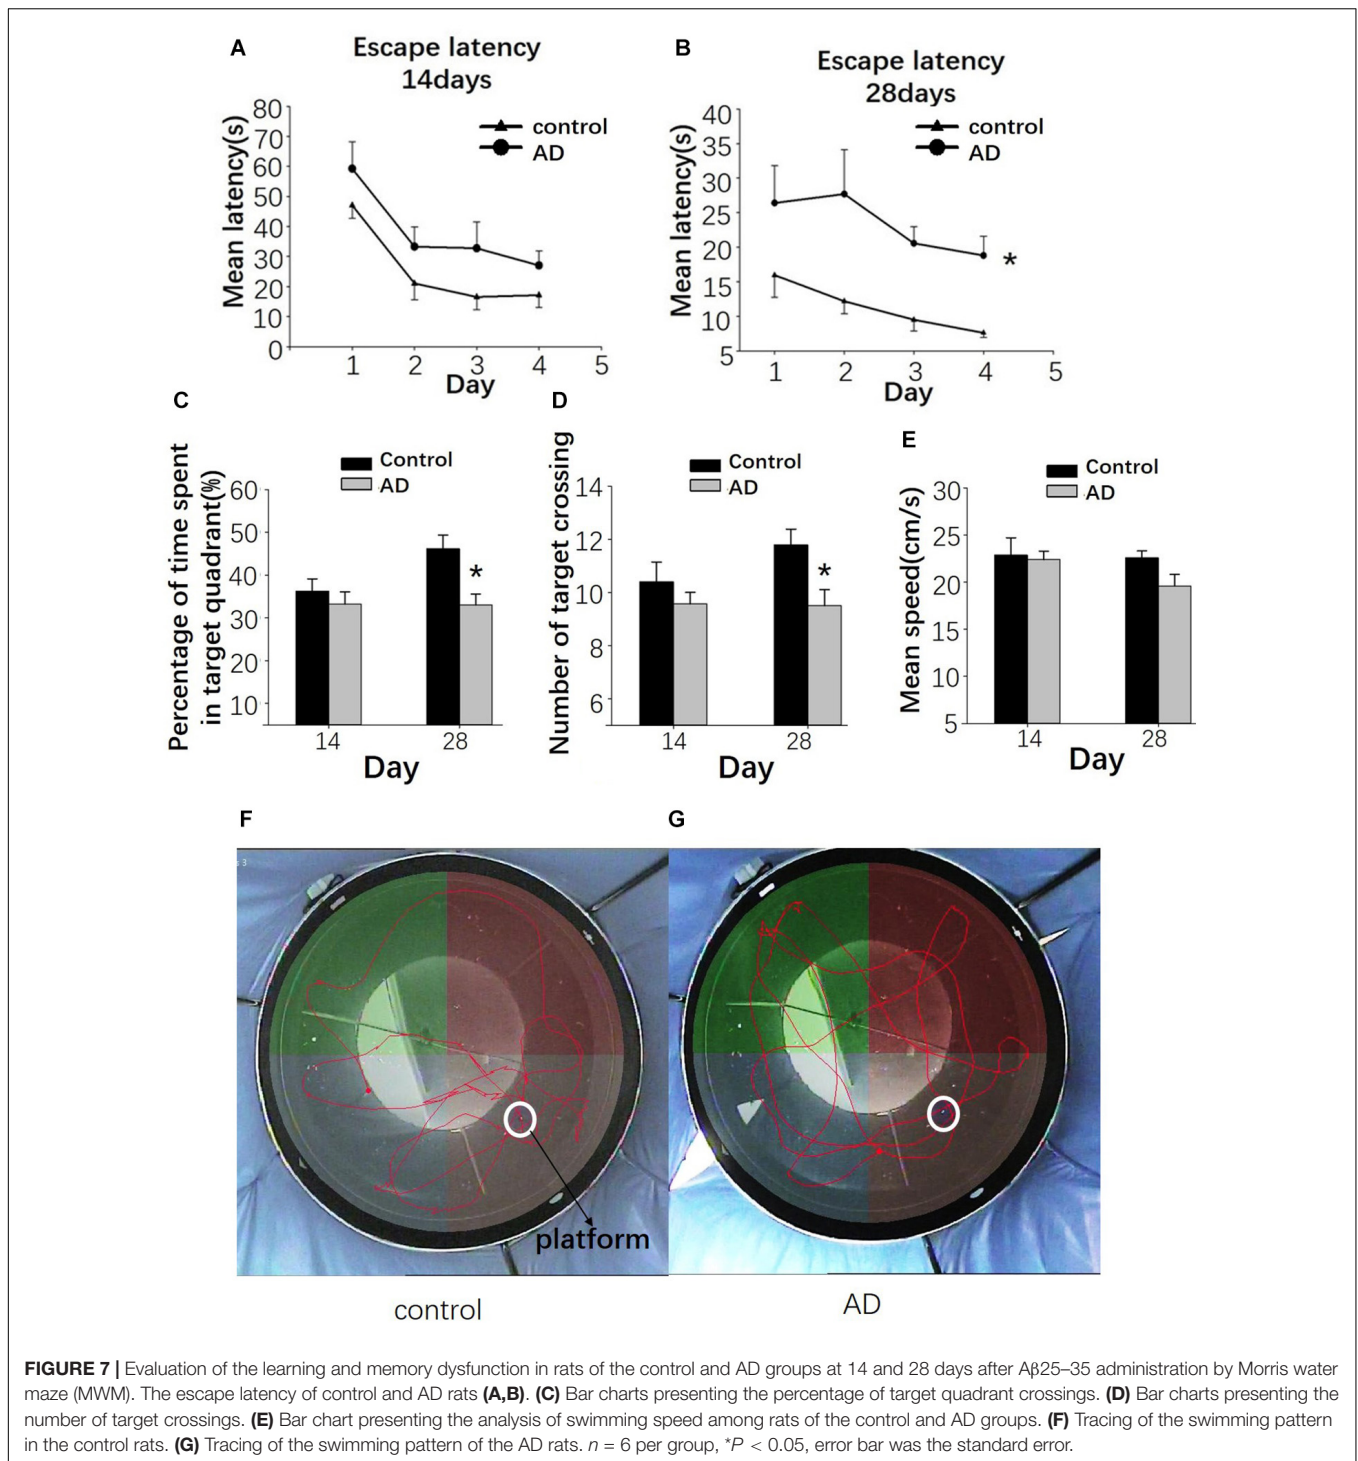 A
Escape latency
14days
Mean latency(s)
80
70
60
50
40
30
20
10
0
control
AD
1
2
3
4
5
Day
B
Escape latency
28days
Mean latency(s)
40
35
30
25
20
15
10
5
control
AD
*
1
2
3
4
5
Day
C
Percentage of time spent
in target quadrant(%)
60
50
40
30
20
10
Control
AD
*
14
28
Day
D
Number of target crossing
14
12
10
8
6
Control
AD
*
14
28
Day
E
Mean speed(cm/s)
30
25
20
15
10
5
Control
AD
14
28
Day
F
3
platform
control
G
AD
FIGURE 7 | Evaluation of the learning and memory dysfunction in rats of the control and AD groups at 14 and 28 days after Aβ25–35 administration by Morris water
maze (MWM). The escape latency of control and AD rats (A,B). (C) Bar charts presenting the percentage of target quadrant crossings. (D) Bar charts presenting the
number of target crossings. (E) Bar chart presenting the analysis of swimming speed among rats of the control and AD groups. (F) Tracing of the swimming pattern
in the control rats. (G) Tracing of the swimming pattern of the AD rats. n = 6 per group, *P < 0.05, error bar was the standard error.